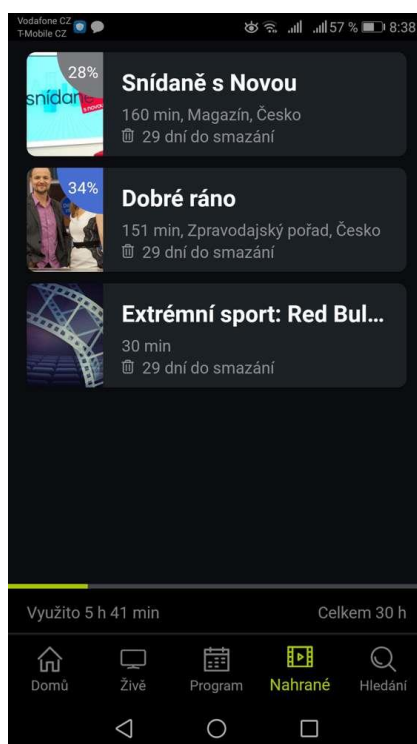 Vodafone CZ
T-Mobile CZ
57 %
8:38
28%
snídaně
s novou
Snídaně s Novou
160 min, Magazín, Česko
29 dní do smazání
34%
Dobré ráno
151 min, Zpravodajský pořad, Česko
29 dní do smazání
Extrémní sport: Red Bul...
30 min
29 dní do smazání
Využito 5 h 41 min
Celkem 30 h
Domů
Živě
Program
Nahrané
Hledání